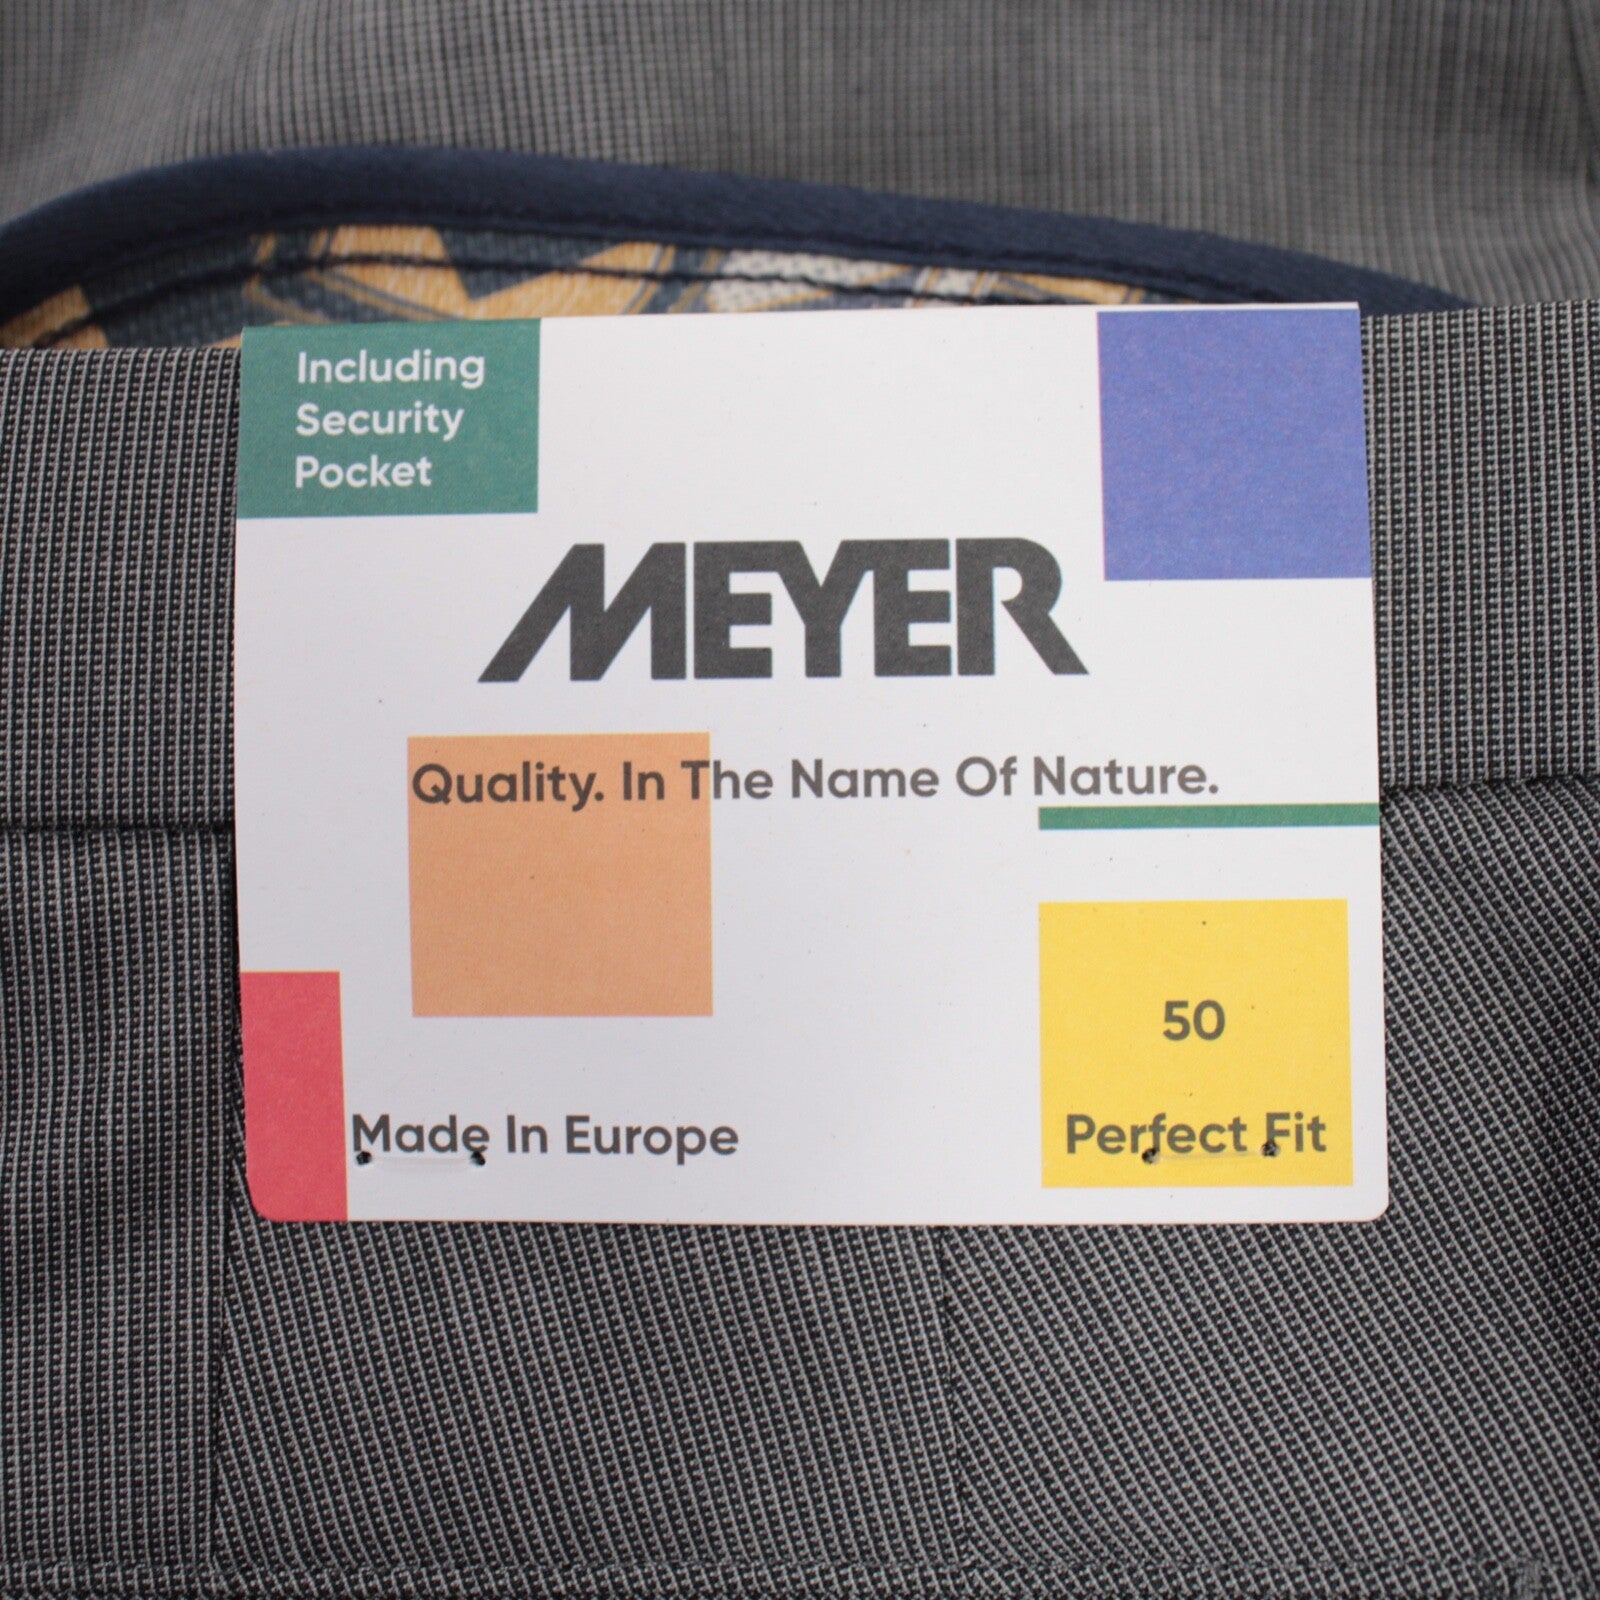 Including
Security
Pocket
MEYER
Quality. In The Name Of Nature.
50
Made In Europe
Perfect Fit